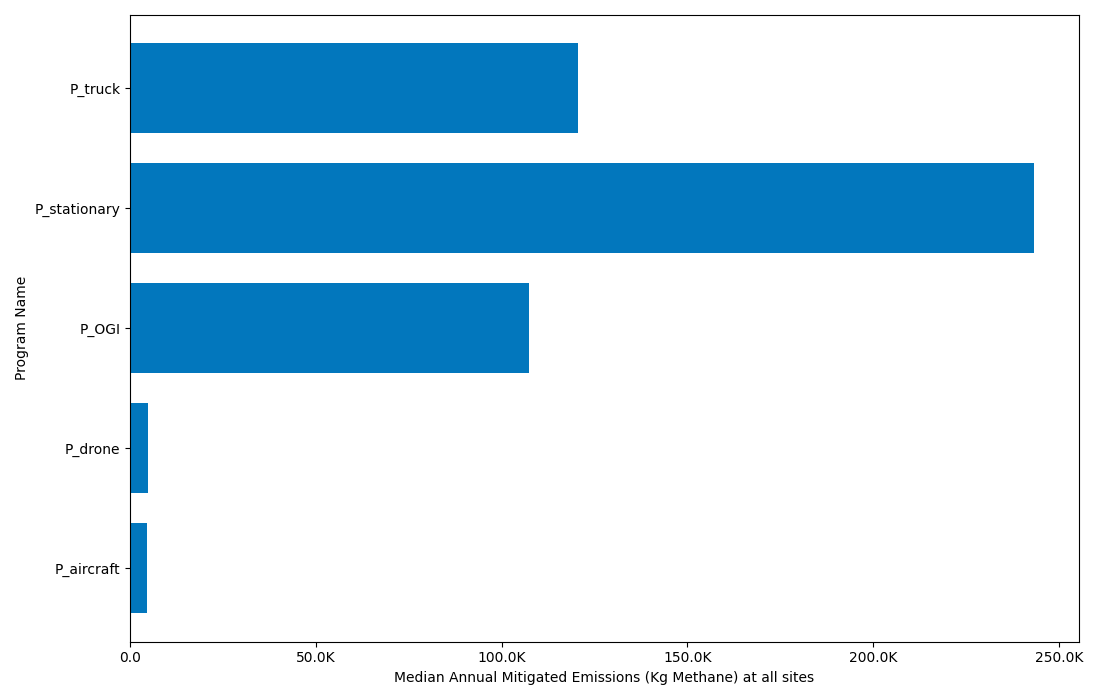 P_truck
P_stationary
P_OGI
P_drone
P_aircraft
Program Name
0.0 50.0K 100.0K 150.0K 200.0K 250.0K
Median Annual Mitigated Emissions (Kg Methane) at all sites